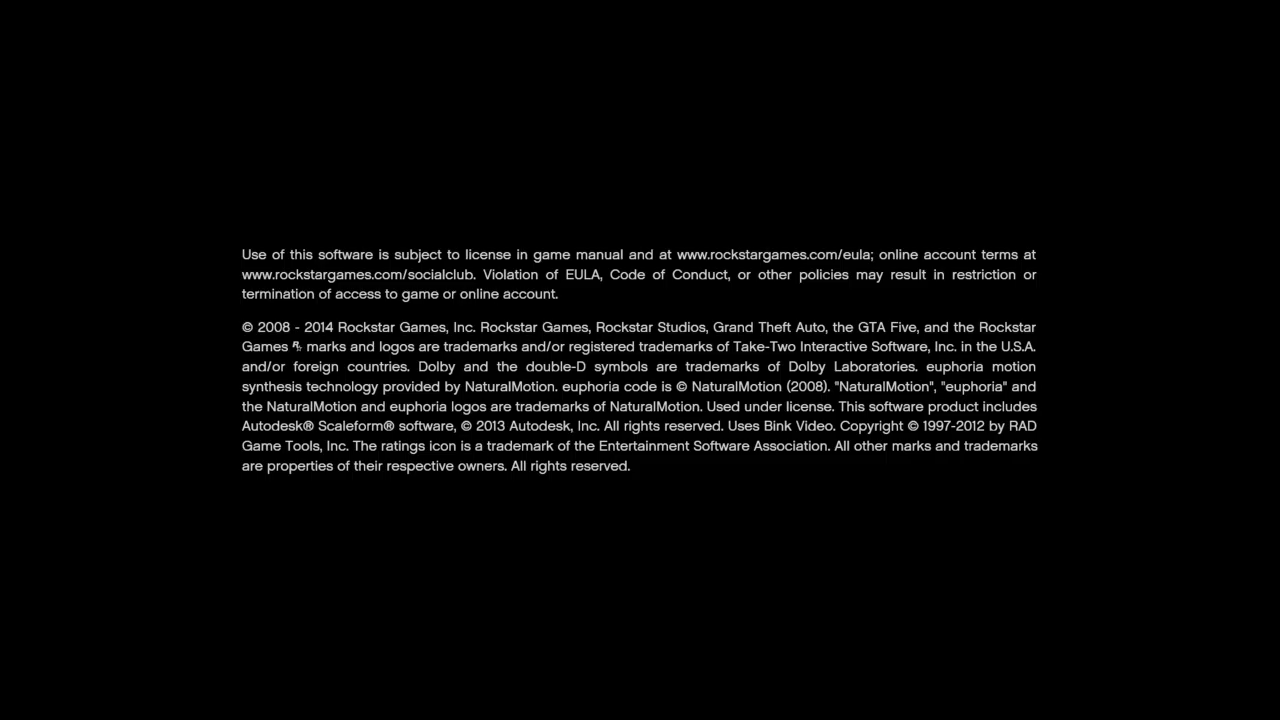 Use of this software is subject to license in game manual and at www.rockstargames.com/eula; online account terms at
www.rockstargames.com/socialclub. Violation of EULA, Code of Conduct, or other policies may result in restriction or
termination of access to game or online account.
© 2008 - 2014 Rockstar Games, Inc. Rockstar Games, Rockstar Studios, Grand Theft Auto, the GTA Five, and the Rockstar
Games R* marks and logos are trademarks and/or registered trademarks of Take-Two Interactive Software, Inc. in the U.S.A.
and/or foreign countries. Dolby and the double-D symbols are trademarks of Dolby Laboratories. euphoria motion
synthesis technology provided by NaturalMotion. euphoria code is © NaturalMotion (2008). "NaturalMotion", "euphoria" and
the NaturalMotion and euphoria logos are trademarks of NaturalMotion. Used under license. This software product includes
Autodesk® Scaleform® software, © 2013 Autodesk, Inc. All rights reserved. Uses Bink Video. Copyright © 1997-2012 by RAD
Game Tools, Inc. The ratings icon is a trademark of the Entertainment Software Association. All other marks and trademarks
are properties of their respective owners. All rights reserved.